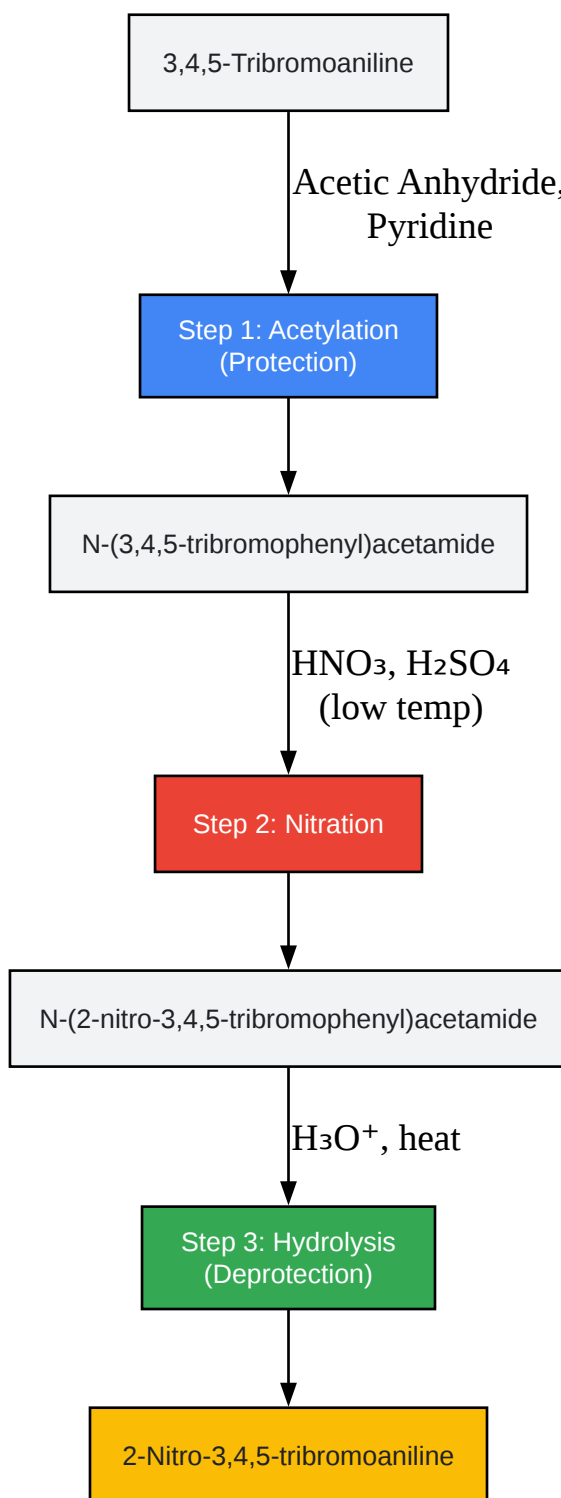 3,4,5-Tribromoaniline
Acetic Anhydride,
Pyridine
Step 1: Acetylation
(Protection)
N-(3,4,5-tribromophenyl)acetamide
HNO₃, H₂SO₄
(low temp)
Step 2: Nitration
N-(2-nitro-3,4,5-tribromophenyl)acetamide
H₃O⁺, heat
Step 3: Hydrolysis
(Deprotection)
2-Nitro-3,4,5-tribromoaniline